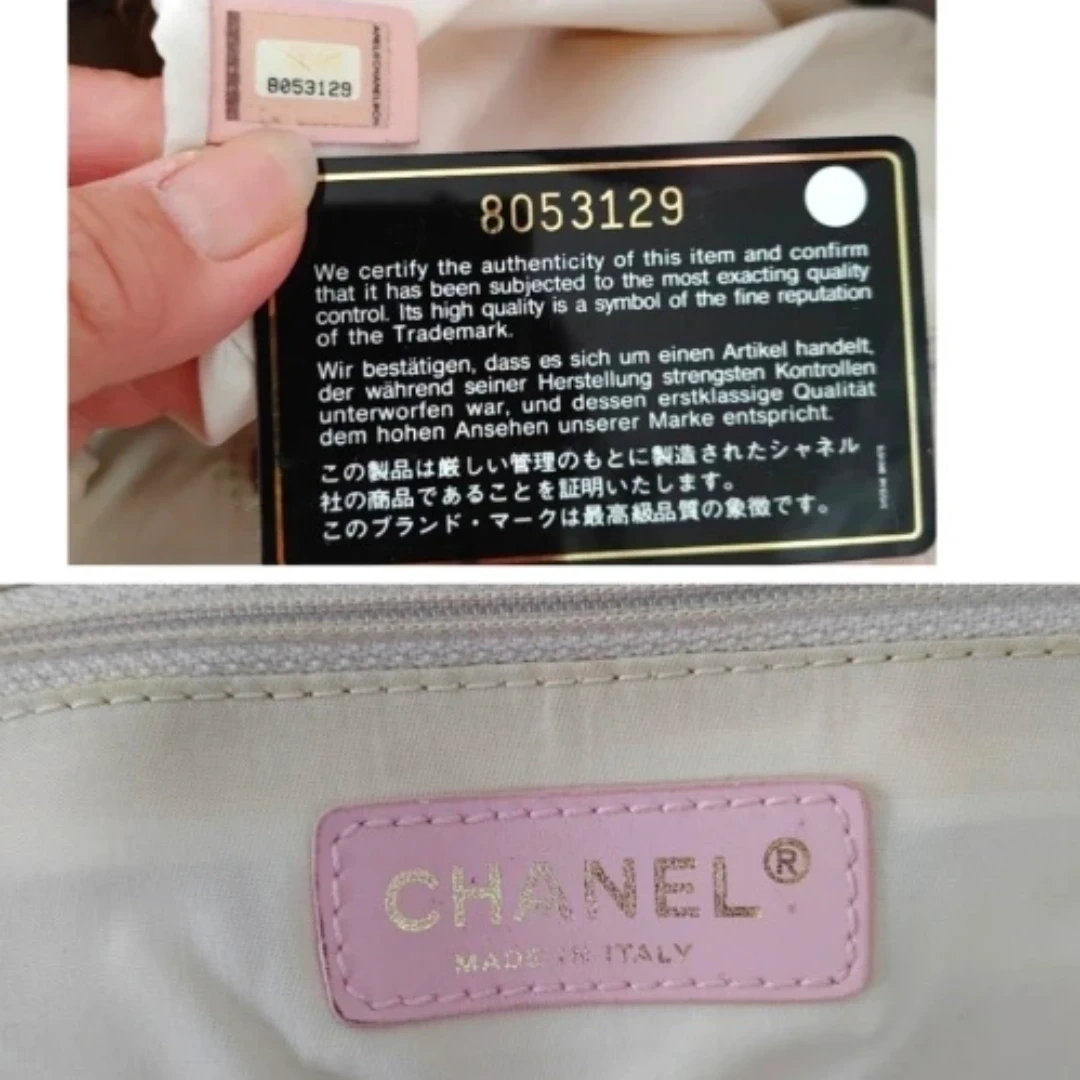 8053129
8053129
We certify the authenticity of this item and confirm
that it has been subjected to the most exacting quality
control. Its high quality is a symbol of the fine reputation
of the Trademark.
Wir bestätigen, dass es sich um einen Artikel handelt,
der während seiner Herstellung strengsten Kontrollen
unterworfen war, und dessen erstklassige Qualität
dem hohen Ansehen unserer Marke entspricht.
この製品は厳しい管理のもとに製造されたシャネル
社の商品であることを証明いたします。
このブランド・マークは最高級品質の象徴です。
CHANEL®
MADE IN ITALY